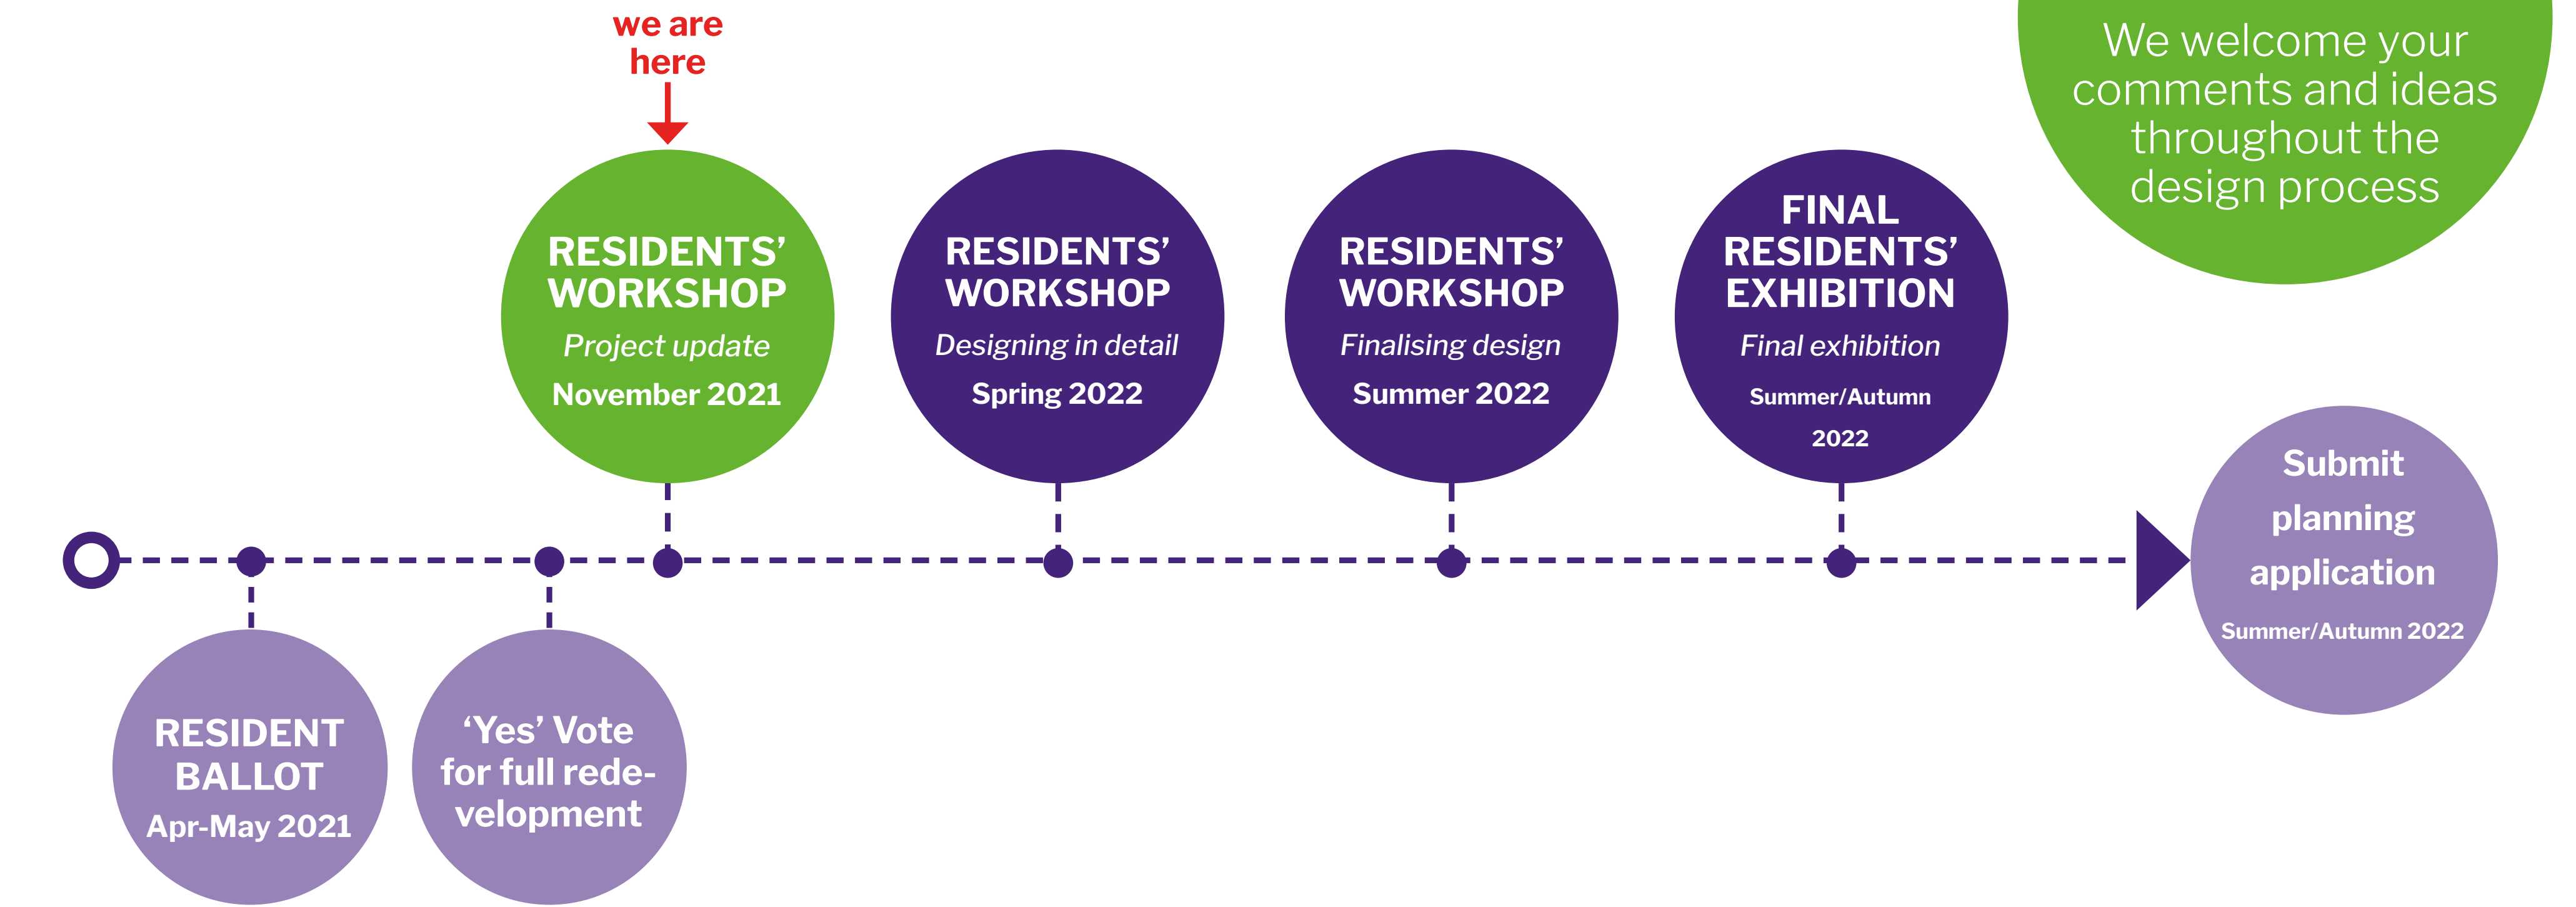 we are
here
We welcome your
comments and ideas
throughout the
design process
RESIDENTS’
WORKSHOP
Project update
November 2021
RESIDENTS’
WORKSHOP
Designing in detail
Spring 2022
RESIDENTS’
WORKSHOP
Finalising design
Summer 2022
FINAL
RESIDENTS’
EXHIBITION
Final exhibition
Summer/Autumn
2022
Submit
planning
application
Summer/Autumn 2022
RESIDENT
BALLOT
Apr-May 2021
‘Yes’ Vote
for full rede-
velopment